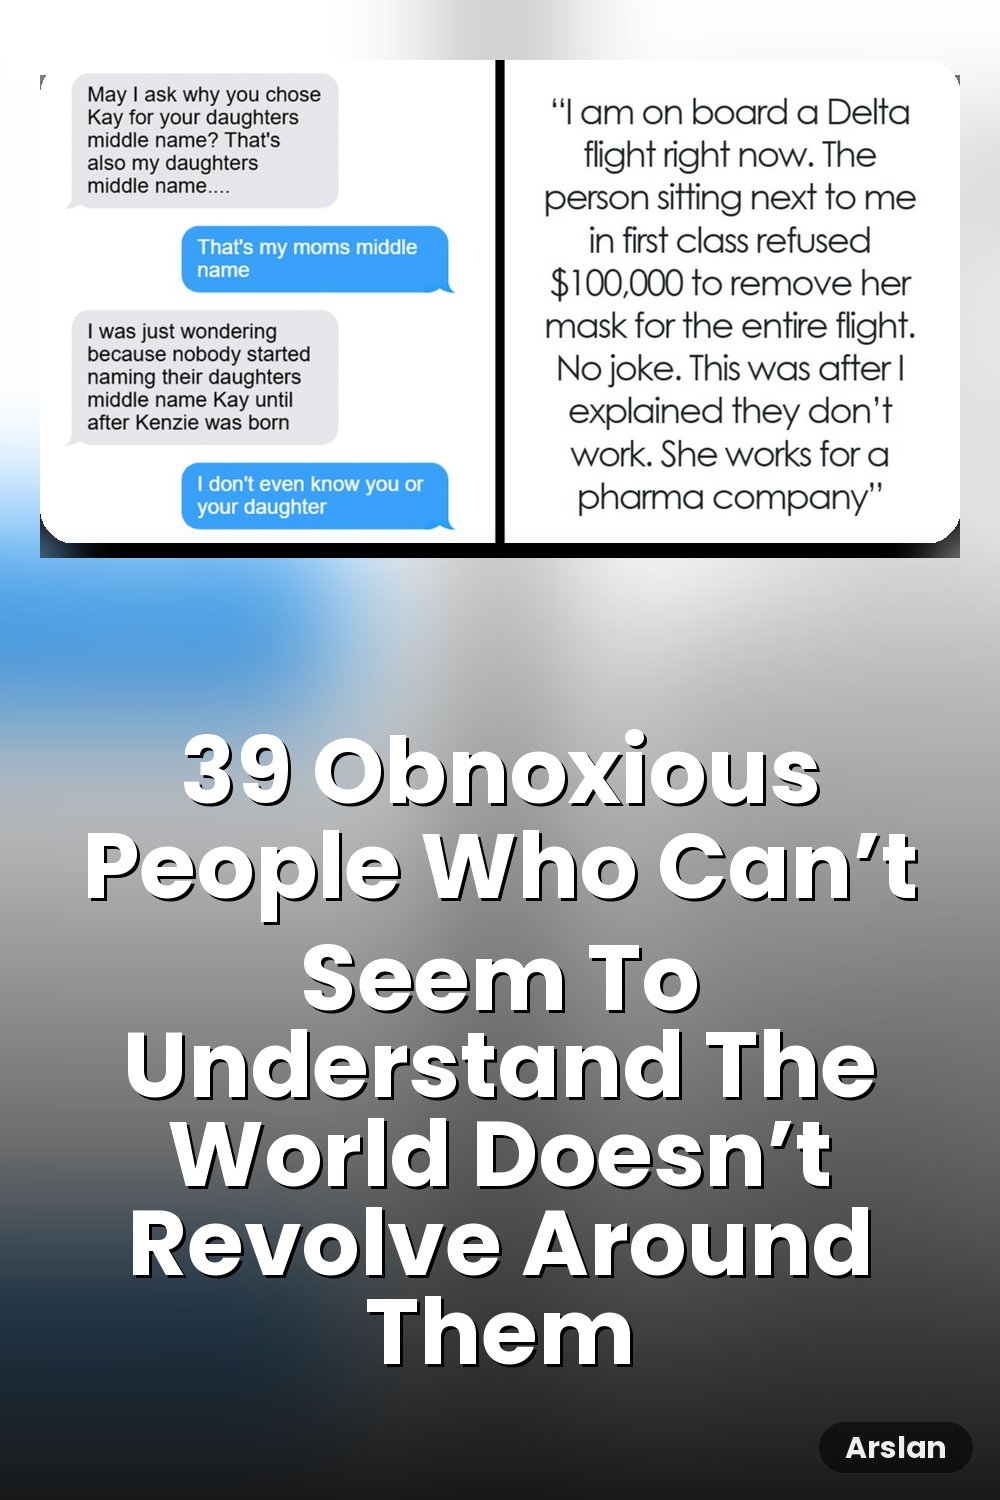 May I ask why you chose
Kay for your daughters
middle name? That's
also my daughters
middle name....
That's my moms middle
name
I was just wondering
because nobody started
naming their daughters
middle name Kay until
after Kenzie was born
I don't even know you or
your daughter
“I am on board a Delta
flight right now. The
person sitting next to me
in first class refused
$100,000 to remove her
mask for the entire flight.
No joke. This was after I
explained they don’t
work. She works for a
pharma company”
39 Obnoxious
People Who Can’t
Seem To
Understand The
World Doesn’t
Revolve Around
Them
Arslan